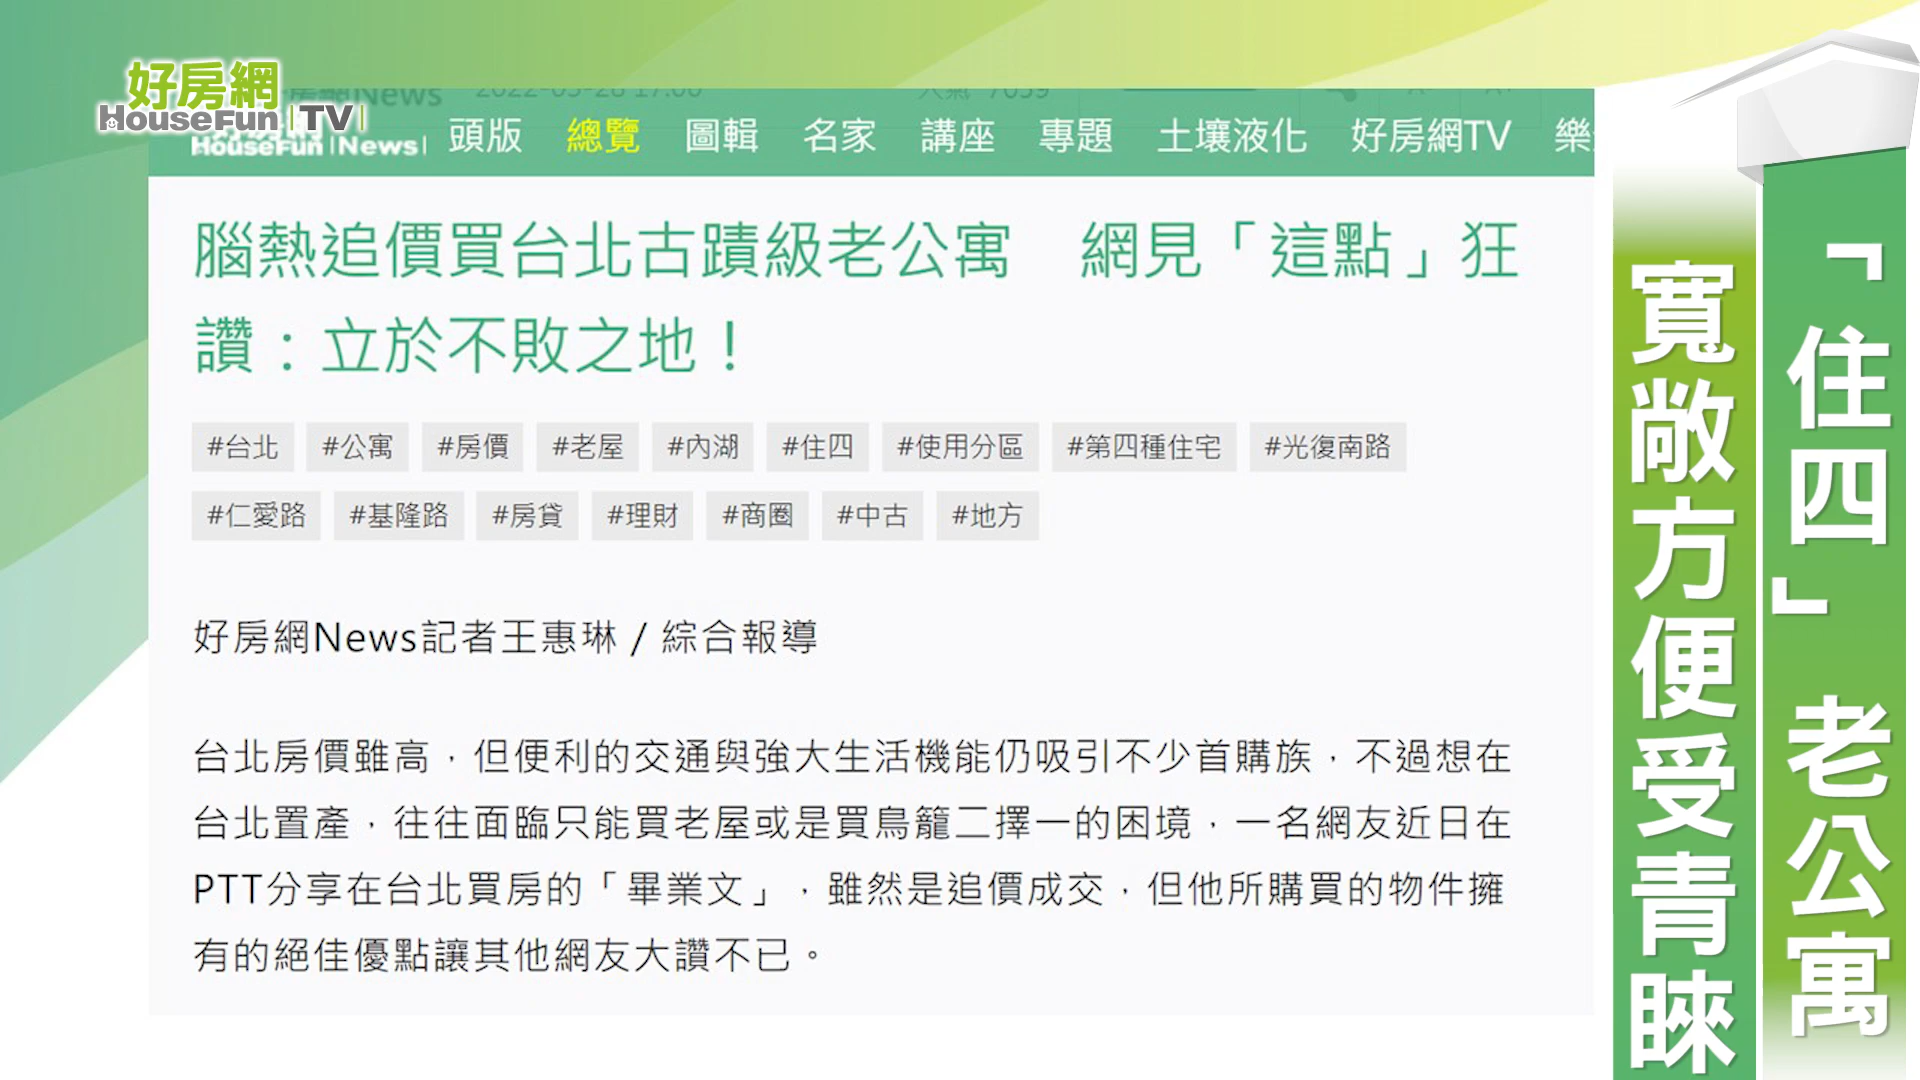 好房網
HouseFun|TV|
HouseFun|News| 頭版 總覽 圖輯 名家 講座 專題 土壤液化 好房網TV 樂
腦熱追價買台北古蹟級老公寓 網見「這點」狂
讚：立於不敗之地！
#台北 #公寓 #房價 #老屋 #內湖 #住四 #使用分區 #第四種住宅 #光復南路
#仁愛路 #基隆路 #房貸 #理財 #商圈 #中古 #地方
好房網News記者王惠琳／綜合報導
台北房價雖高，但便利的交通與強大生活機能仍吸引不少首購族，不過想在
台北置產，往往面臨只能買老屋或是買鳥籠二擇一的困境，一名網友近日在
PTT分享在台北買房的「畢業文」，雖然是追價成交，但他所購買的物件擁
有的絕佳優點讓其他網友大讚不已。
「住四」老公寓
寬敞方便受青睞